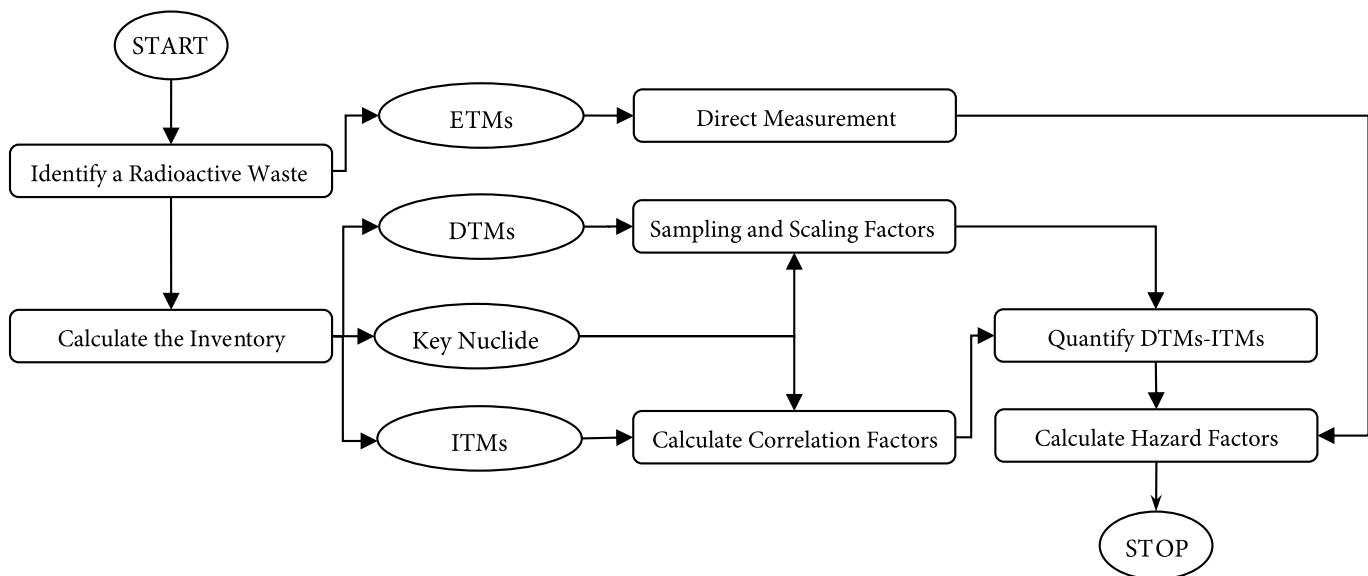 START
ETMs
Direct Measurement
Identify a Radioactive Waste
DTMs
Sampling and Scaling Factors
Calculate the Inventory
Key Nuclide
Quantify DTMs-ITMs
ITMs
Calculate Correlation Factors
Calculate Hazard Factors
STOP